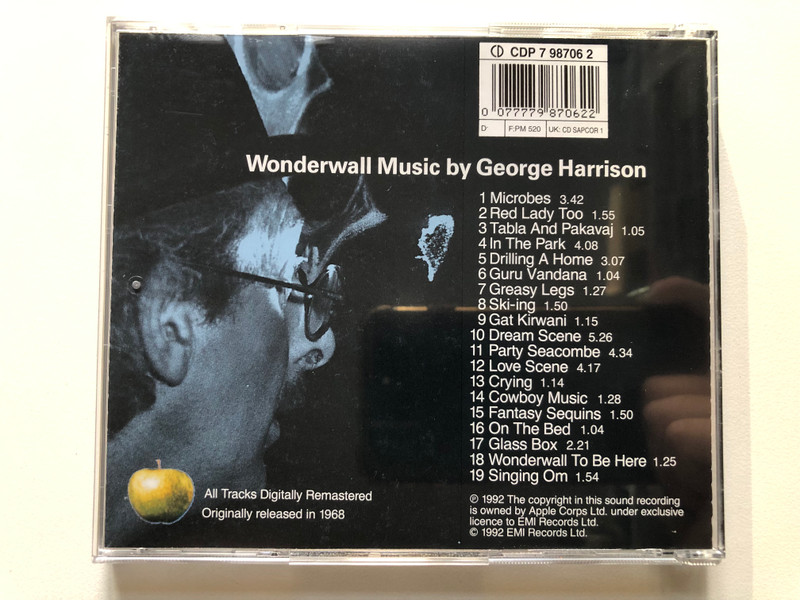 CD CDP 7 98706 2
0 077779 870622
D: F:PM 520 UK: CD SAPCOR 1
Wonderwall Music by George Harrison
1 Microbes 3.42
2 Red Lady Too 1.55
3 Tabla And Pakavaj 1.05
4 In The Park 4.08
5 Drilling A Home 3.07
6 Guru Vandana 1.04
7 Greasy Legs 1.27
8 Ski-ing 1.50
9 Gat Kirwani 1.15
10 Dream Scene 5.26
11 Party Seacombe 4.34
12 Love Scene 4.17
13 Crying 1.14
14 Cowboy Music 1.28
15 Fantasy Sequins 1.50
16 On The Bed 1.04
17 Glass Box 2.21
18 Wonderwall To Be Here 1.25
19 Singing Om 1.54
All Tracks Digitally Remastered
Originally released in 1968
℗ 1992 The copyright in this sound recording
is owned by Apple Corps Ltd. under exclusive
licence to EMI Records Ltd.
© 1992 EMI Records Ltd.